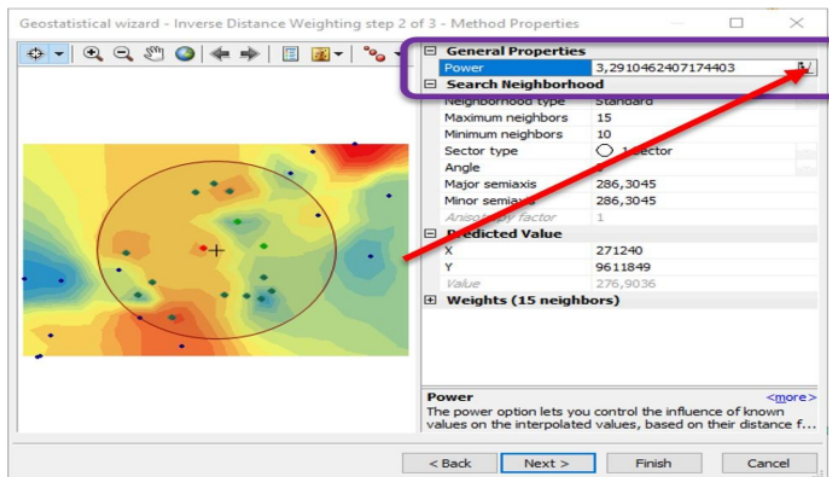 Geostatistical wizard - Inverse Distance Weighting step 2 of 3 - Method Properties
General Properties
Power 3,2910462407174403
Search Neighborhood
Neighborhood type Standard
Maximum neighbors 15
Minimum neighbors 10
Sector type 1 Sector
Angle
Major semiaxis 286,3045
Minor semiaxis 286,3045
Anisotropy factor 1
Predicted Value
X 271240
Y 9611849
Value 276,9036
Weights (15 neighbors)
Power <more>
The power option lets you control the influence of known
values on the interpolated values, based on their distance f...
< Back Next > Finish Cancel